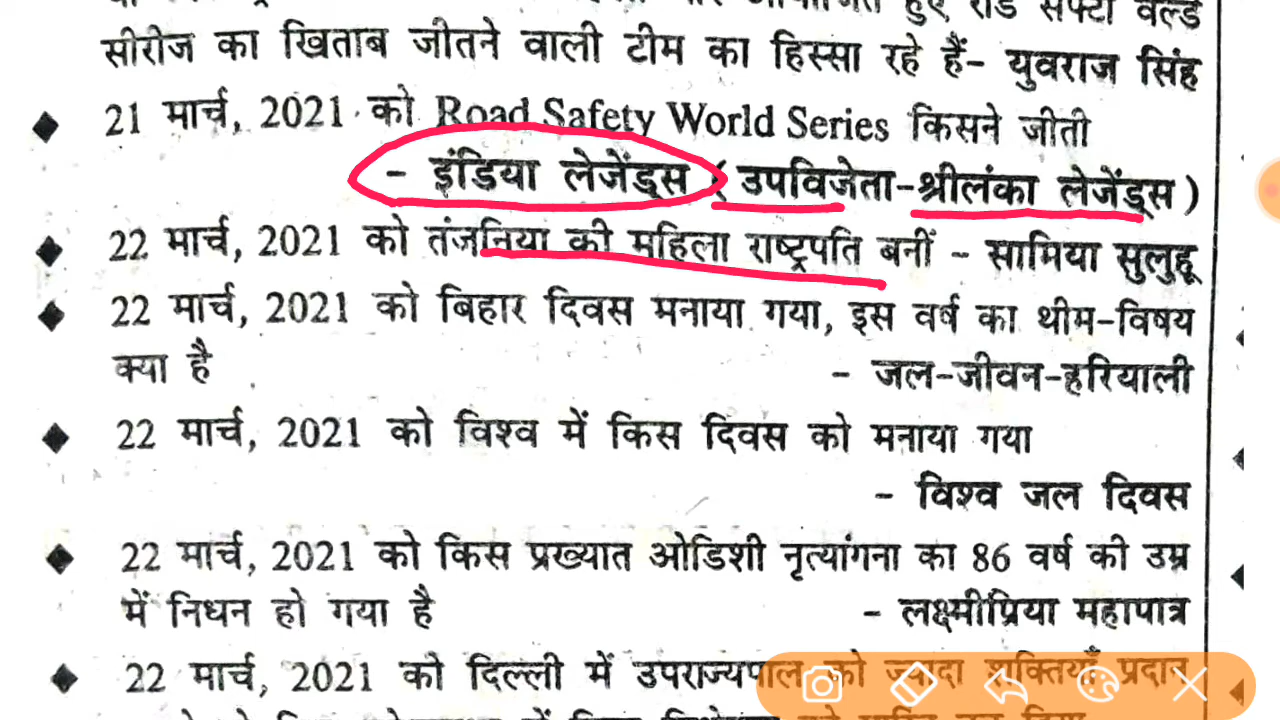 हुए रोड सेफ्टी वर्ल्ड
सीरीज का खिताब जीतने वाली टीम का हिस्सा रहे हैं- युवराज सिंह
◆ 21 मार्च, 2021 को Road Safety World Series किसने जीती
- इंडिया लेजेंड्स (उपविजेता-श्रीलंका लेजेंड्स)
◆ 22 मार्च, 2021 को तंजनिया की महिला राष्ट्रपति बनीं - सामिया सुलुहू
◆ 22 मार्च, 2021 को बिहार दिवस मनाया गया, इस वर्ष का थीम-विषय
क्या है - जल-जीवन-हरियाली
◆ 22 मार्च, 2021 को विश्व में किस दिवस को मनाया गया
- विश्व जल दिवस
◆ 22 मार्च, 2021 को किस प्रख्यात ओडिशी नृत्यांगना का 86 वर्ष की उम्र
में निधन हो गया है - लक्ष्मीप्रिया महापात्र
◆ 22 मार्च, 2021 को दिल्ली में उपराज्यपाल को ज्यादा शक्तियाँ प्रदान